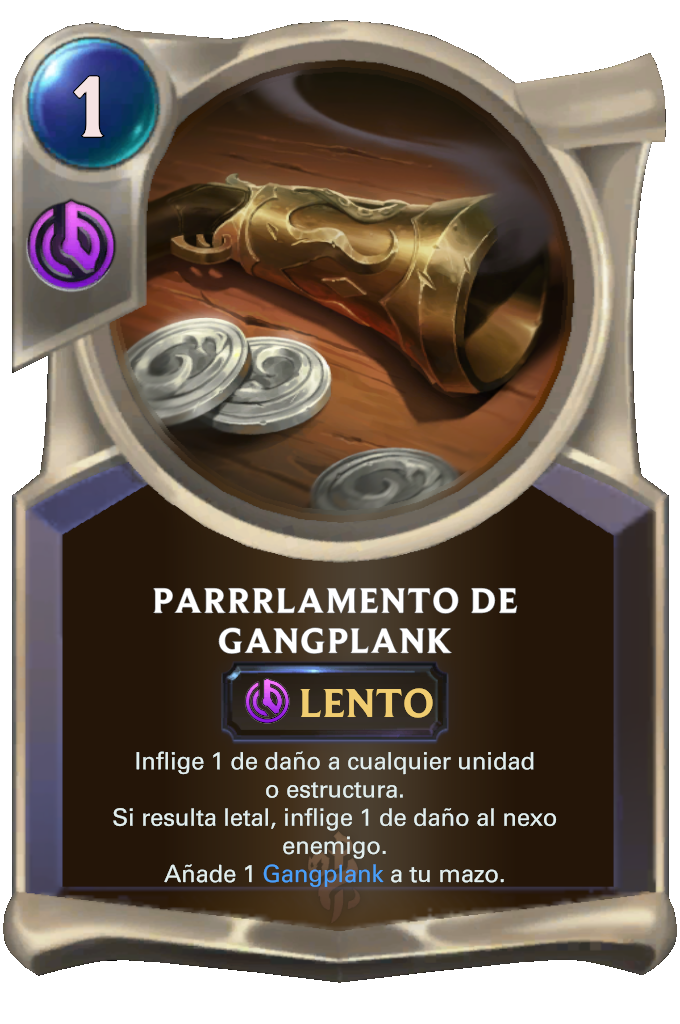 1
PARRRLAMENTO DE
GANGPLANK
LENTO
Inflige 1 de daño a cualquier unidad
o estructura.
Si resulta letal, inflige 1 de daño al nexo
enemigo.
Añade 1 Gangplank a tu mazo.